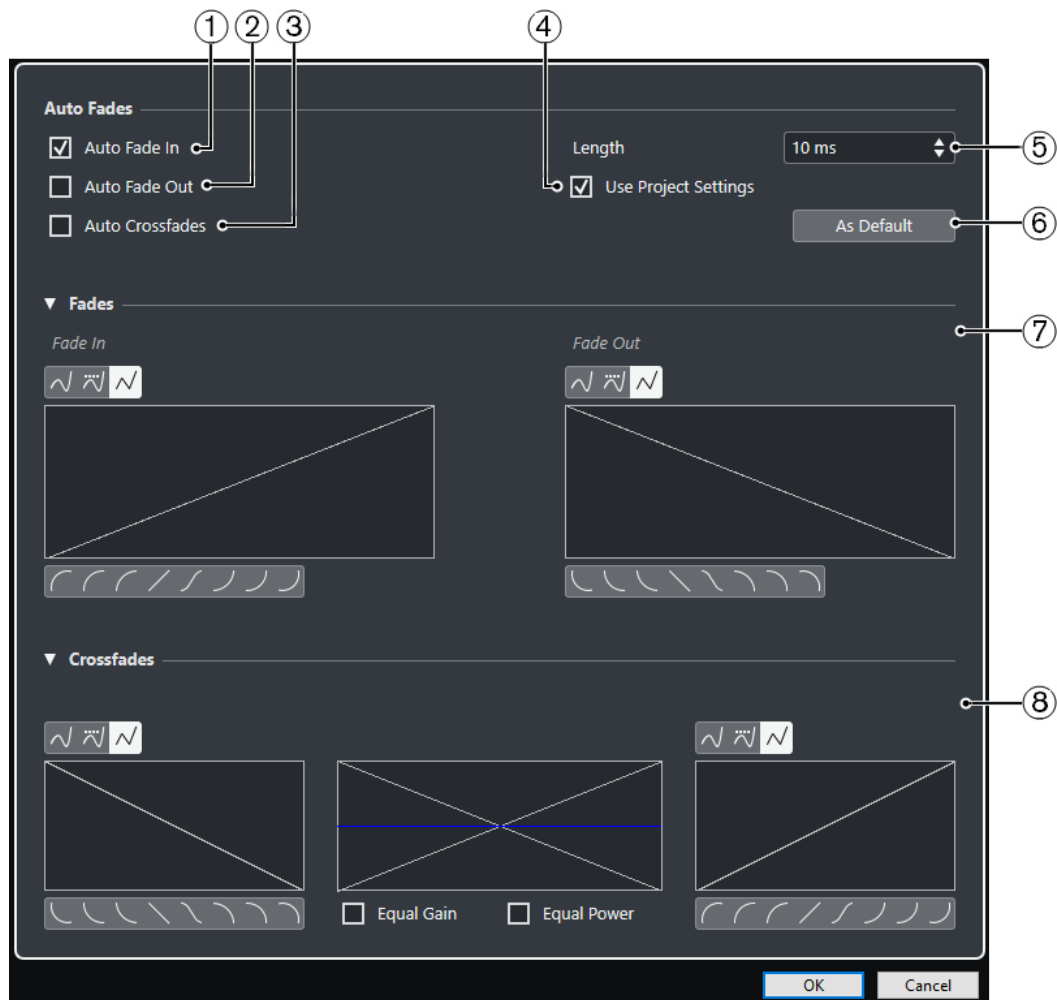 ① ② ③ ④
Auto Fades
Auto Fade In
Length 10 ms ⑤
Auto Fade Out
Use Project Settings
Auto Crossfades
As Default ⑥
Fades
⑦
Fade In Fade Out
Crossfades
⑧
Equal Gain Equal Power
OK Cancel